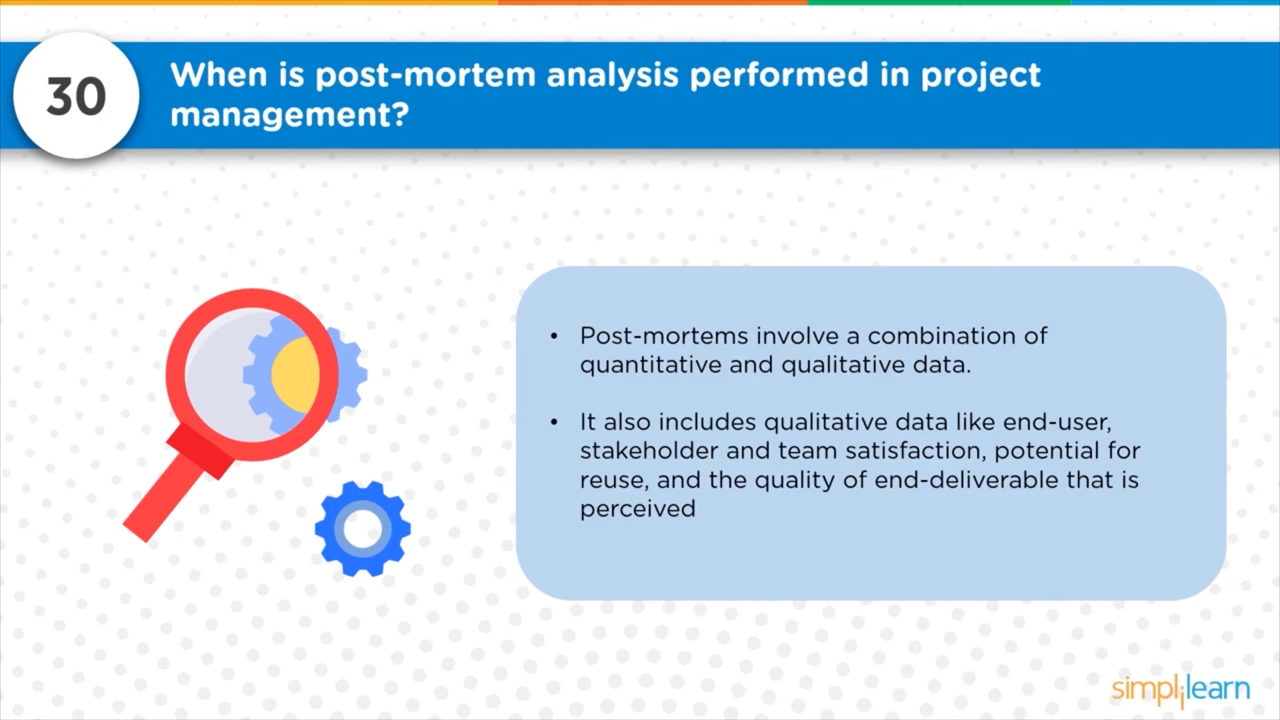 30
When is post-mortem analysis performed in project
management?
• Post-mortems involve a combination of
quantitative and qualitative data.
• It also includes qualitative data like end-user,
stakeholder and team satisfaction, potential for
reuse, and the quality of end-deliverable that is
perceived
simplilearn